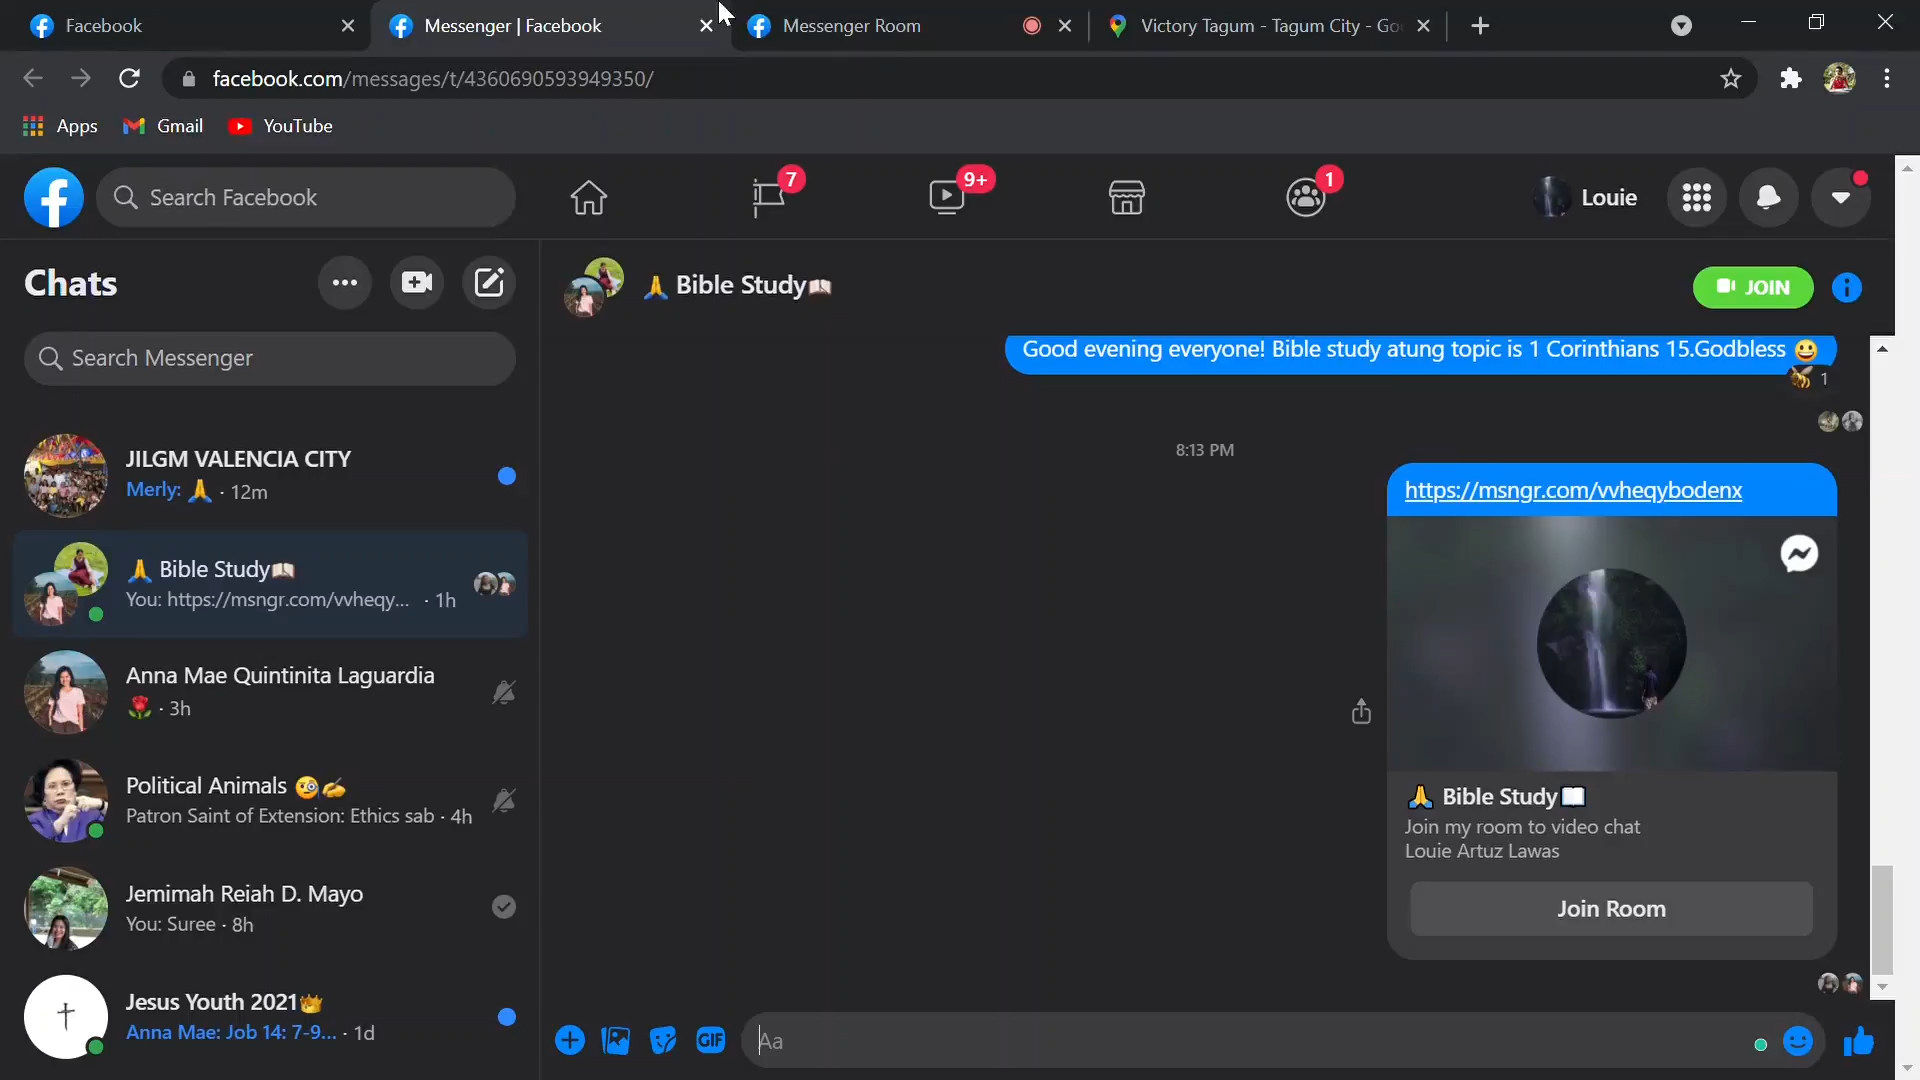 Facebook
Messenger | Facebook
Messenger Room
Victory Tagum - Tagum City - Go
facebook.com/messages/t/4360690593949350/
Apps
Gmail
YouTube
Search Facebook
7
9+
1
Louie
Chats
Search Messenger
🙏 Bible Study📖
JOIN
Good evening everyone! Bible study atung topic is 1 Corinthians 15.Godbless 😀
1
8:13 PM
https://msngr.com/vvheqybodenx
🙏 Bible Study📖
Join my room to video chat
Louie Artuz Lawas
Join Room
JILGM VALENCIA CITY
Merly: 🙏 · 12m
🙏 Bible Study📖
You: https://msngr.com/vvheqy... · 1h
Anna Mae Quintinita Laguardia
🌹 · 3h
Political Animals 🧐✍
Patron Saint of Extension: Ethics sab · 4h
Jemimah Reiah D. Mayo
You: Suree · 8h
Jesus Youth 2021👑
Anna Mae: Job 14: 7-9... · 1d
GIF
Aa